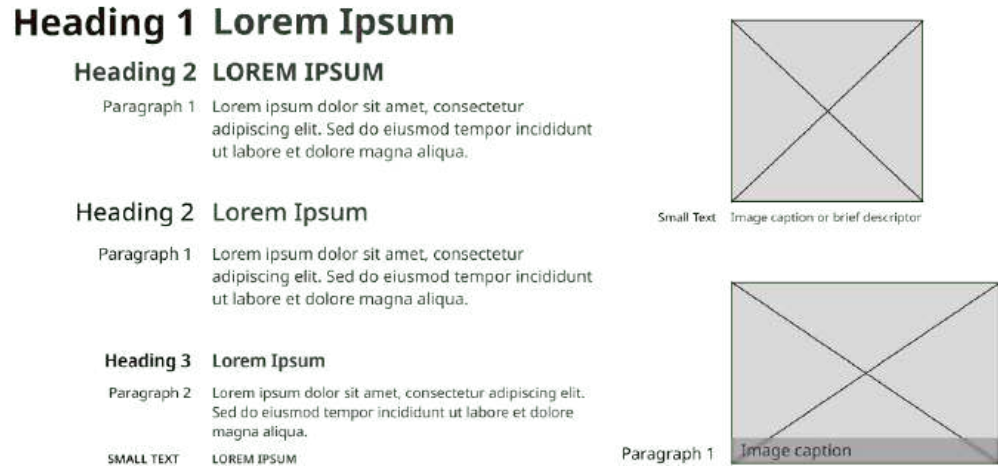 Heading 1 Lorem Ipsum
Heading 2 LOREM IPSUM
Paragraph 1 Lorem ipsum dolor sit amet, consectetur
adipiscing elit. Sed do eiusmod tempor incididunt
ut labore et dolore magna aliqua.
Heading 2 Lorem Ipsum
Paragraph 1 Lorem ipsum dolor sit amet, consectetur
adipiscing elit. Sed do eiusmod tempor incididunt
ut labore et dolore magna aliqua.
Heading 3 Lorem Ipsum
Paragraph 2 Lorem ipsum dolor sit amet, consectetur adipiscing elit.
Sed do eiusmod tempor incididunt ut labore et dolore
magna aliqua.
SMALL TEXT LOREM IPSUM
Small Text Image caption or brief descriptor
Paragraph 1 Image caption